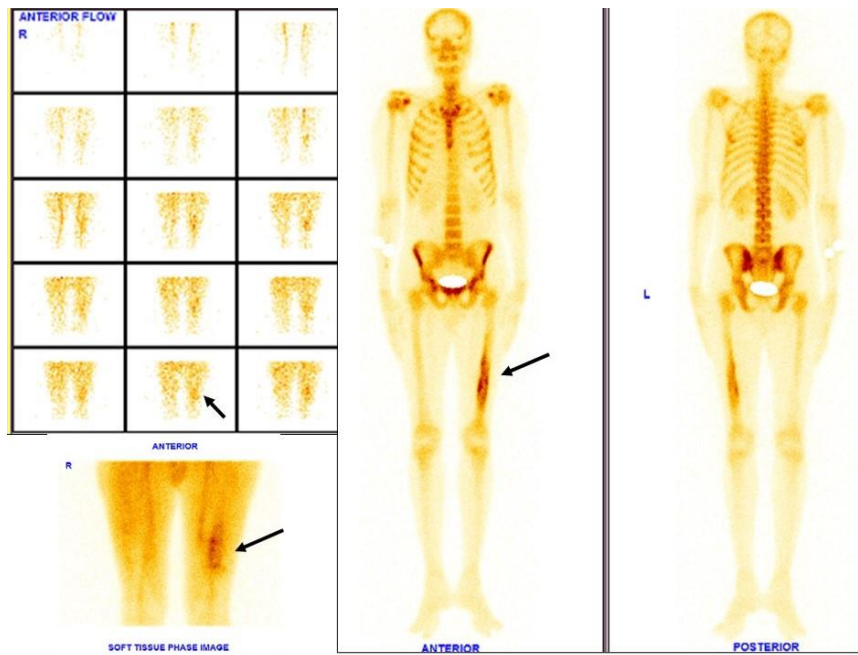 ANTERIOR FLOW
R
ANTERIOR
R
SOFT TISSUE PHASE IMAGE
ANTERIOR
L
POSTERIOR